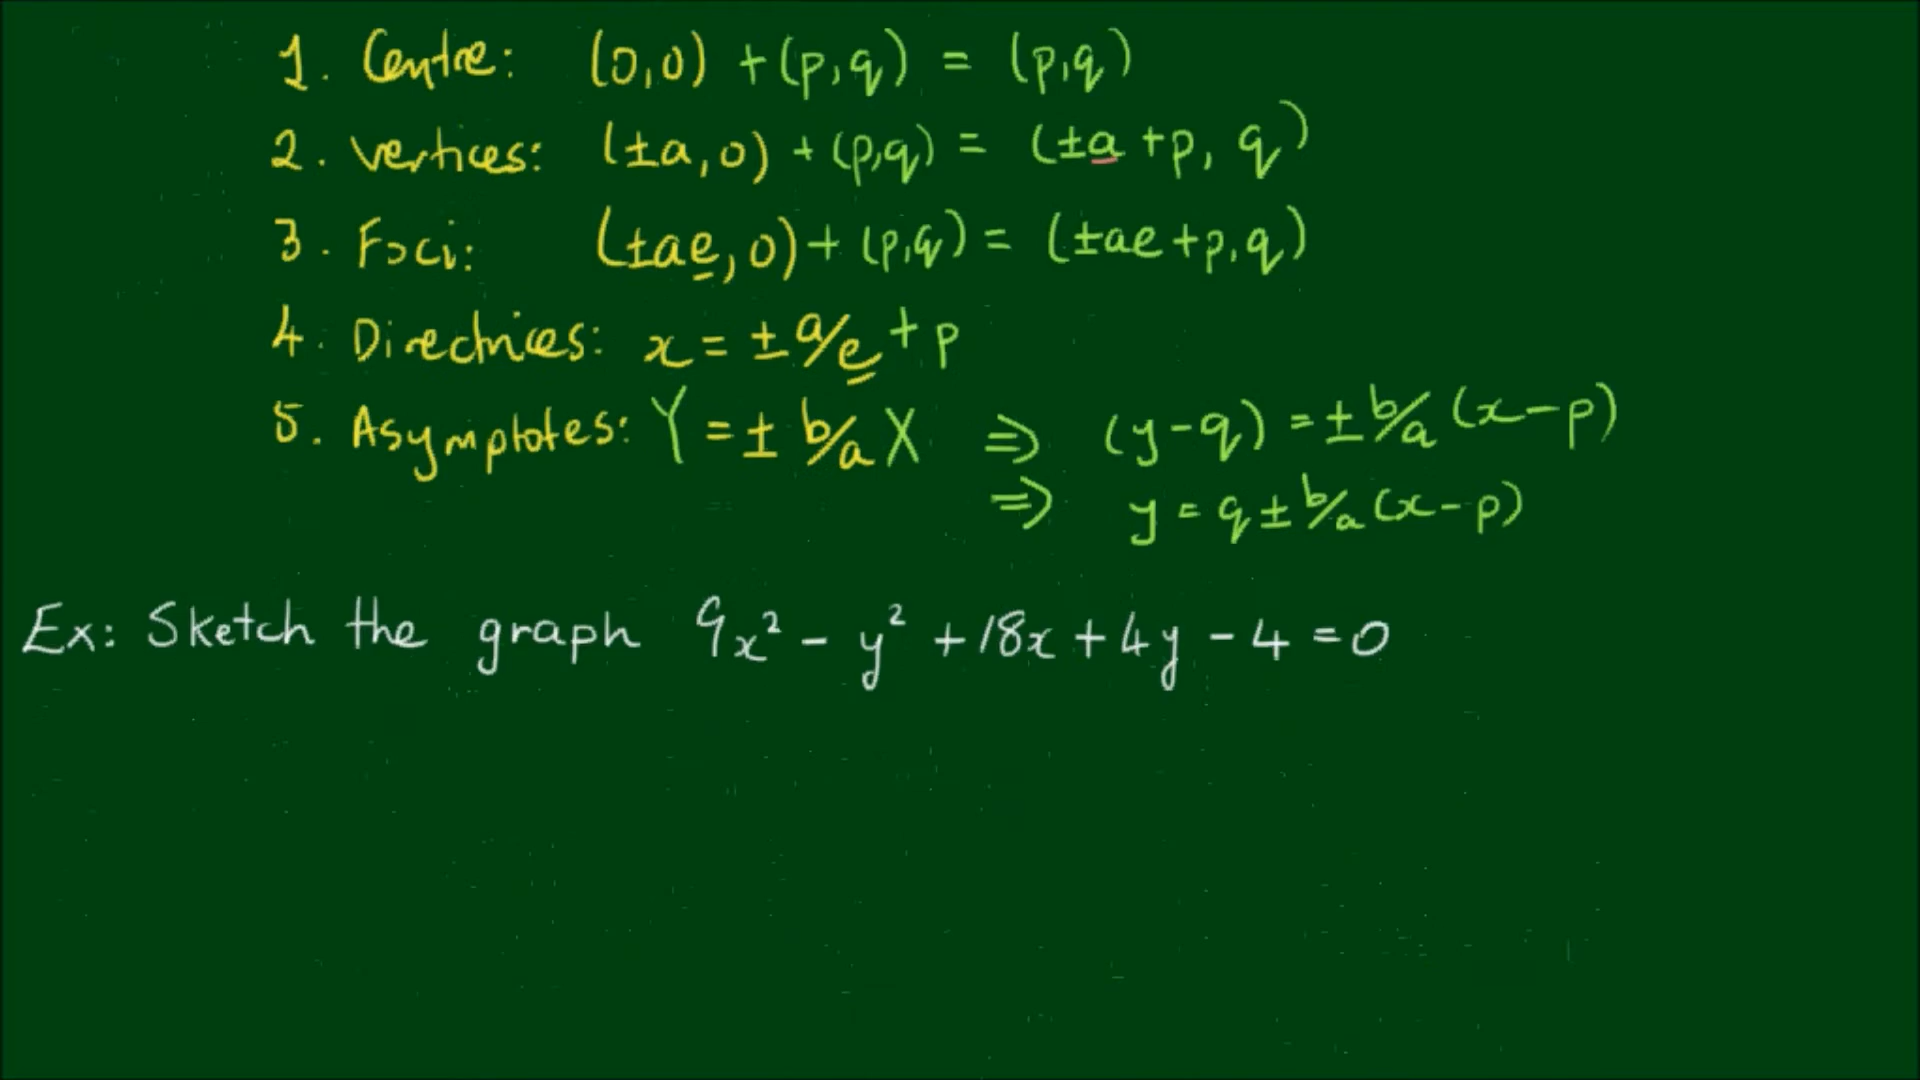 1. Centre: (0,0) + (p,q) = (p,q)
2. vertices: (±a,0) + (p,q) = (±a +p, q)
3. Foci: (±ae,0) + (p,q) = (±ae+p,q)
4. Directrices: x = ± a/e + p
5. Asymptotes: Y = ± b/a X ⇒ (y-q) = ± b/a (x-p)
⇒ y = q ± b/a (x-p)
Ex: Sketch the graph 9x² - y² + 18x + 4y - 4 = 0